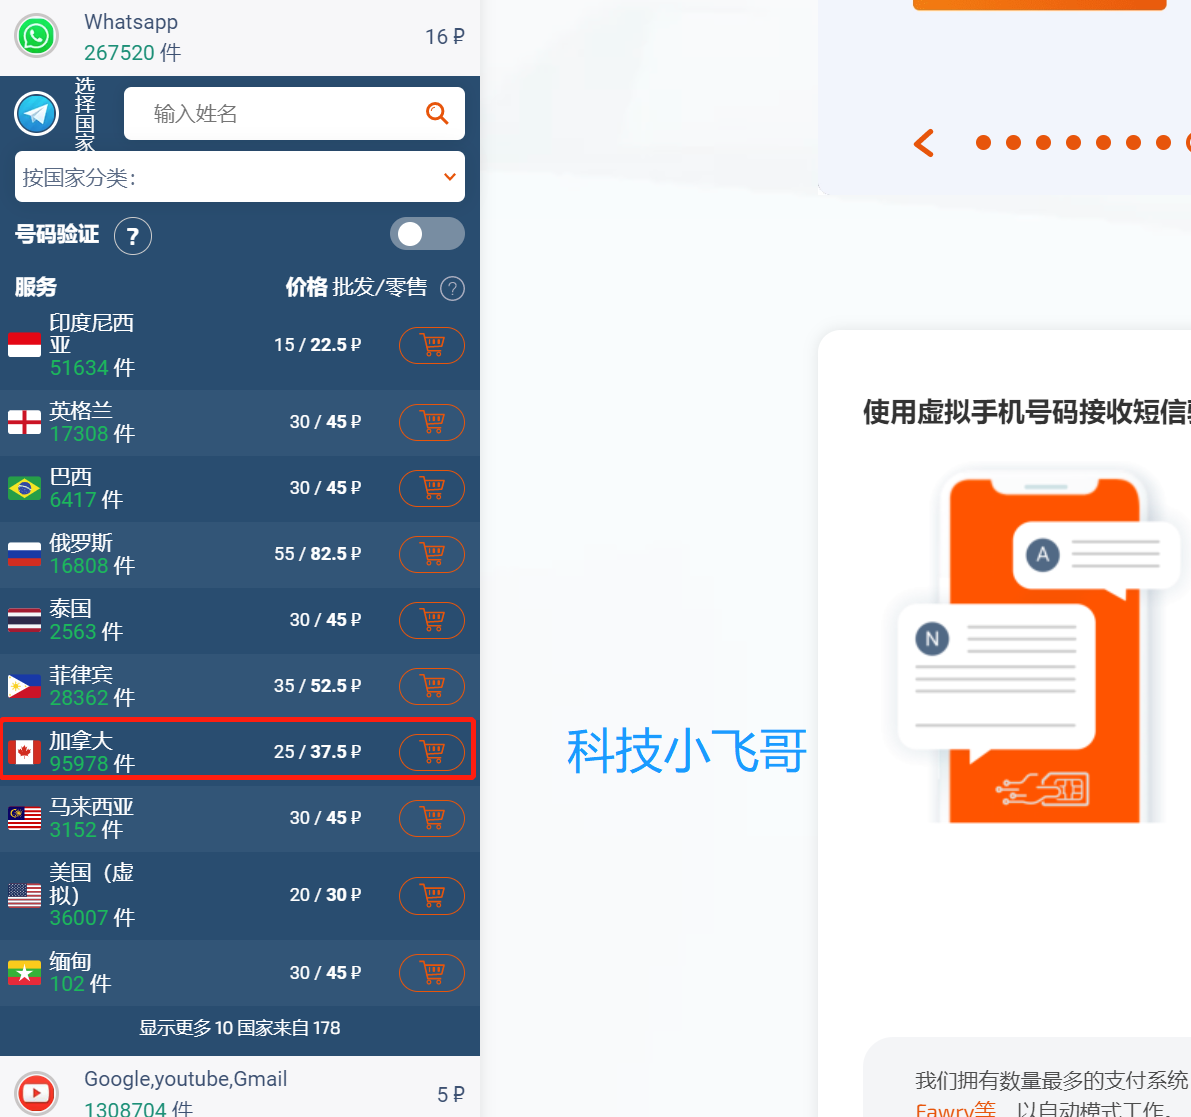 Whatsapp
267520 件
16 ₽
选择国家
输入姓名
按国家分类:
号码验证 ?
服务
价格 批发/零售 ?
印度尼西
亚
51634 件
15 / 22.5 ₽
英格兰
17308 件
30 / 45 ₽
巴西
6417 件
30 / 45 ₽
俄罗斯
16808 件
55 / 82.5 ₽
泰国
2563 件
30 / 45 ₽
菲律宾
28362 件
35 / 52.5 ₽
加拿大
95978 件
25 / 37.5 ₽
马来西亚
3152 件
30 / 45 ₽
美国（虚
拟）
36007 件
20 / 30 ₽
缅甸
102 件
30 / 45 ₽
显示更多 10 国家来自 178
Google,youtube,Gmail
1308704 件
5 ₽
科技小飞哥
使用虚拟手机号码接收短信
A
N
我们拥有数量最多的支付系统
Fawry等，以自动模式工作。